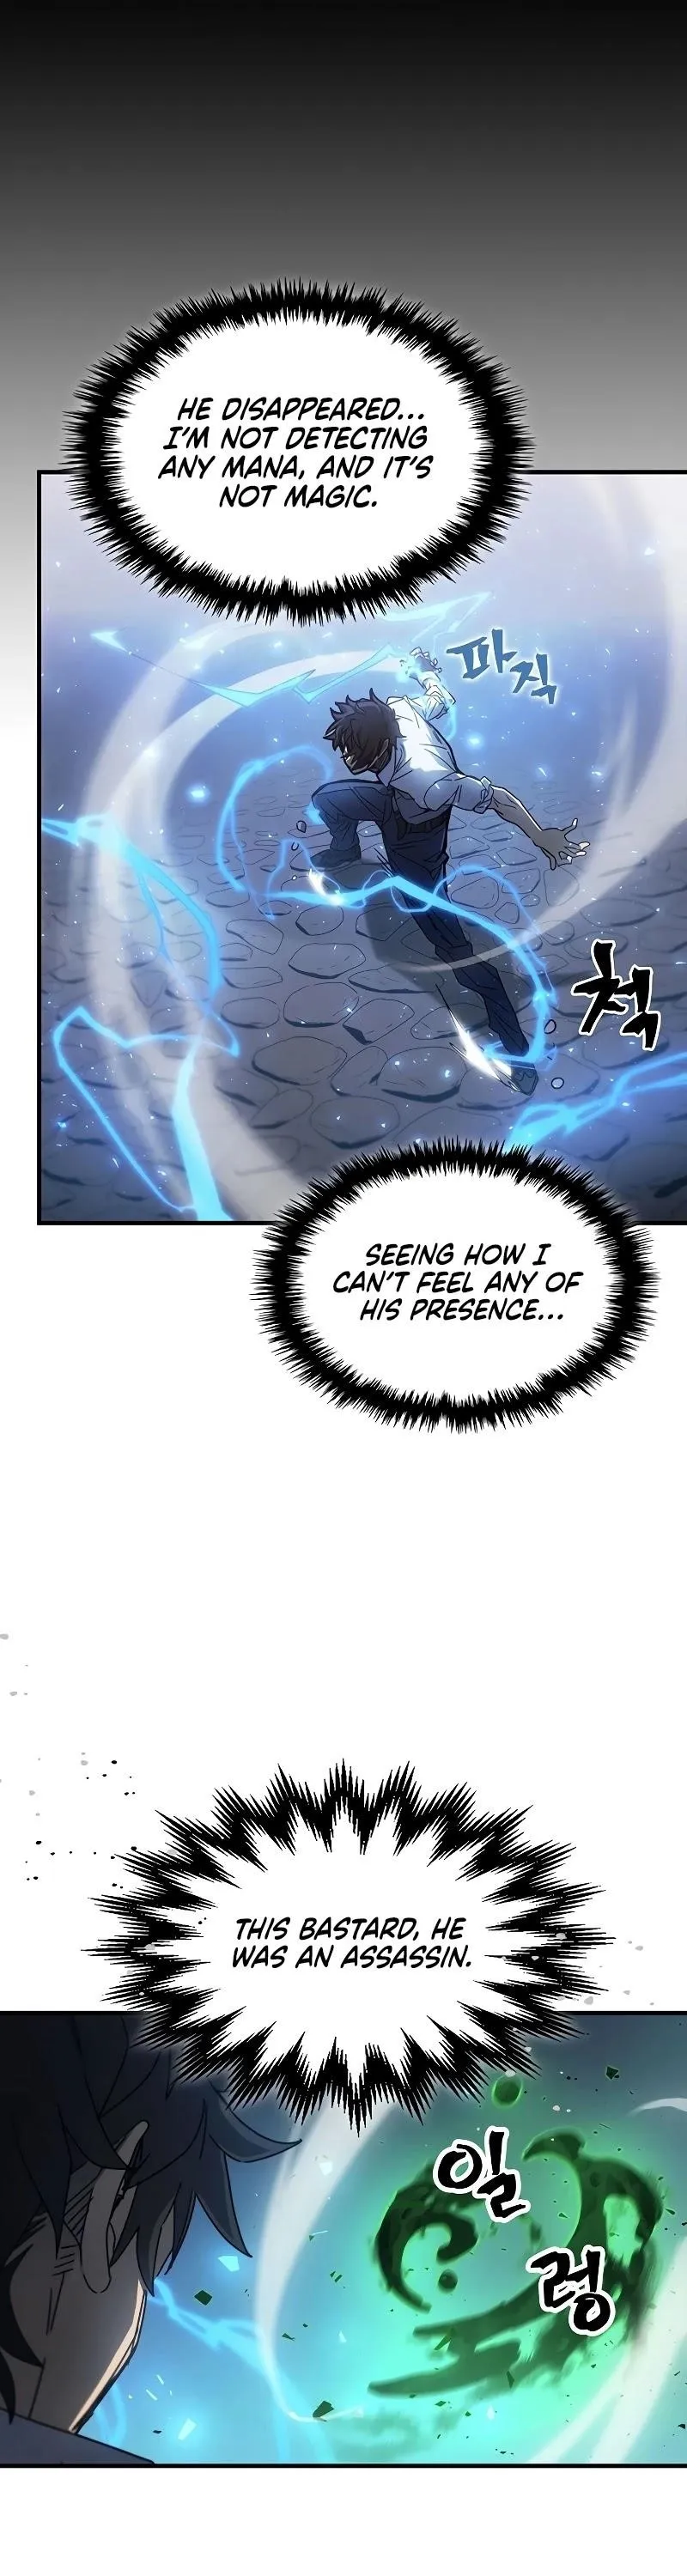 HE DISAPPEARED...
I'M NOT DETECTING
ANY MANA, AND IT'S
NOT MAGIC.
파
직
척
SEEING HOW I
CAN'T FEEL ANY OF
HIS PRESENCE...
THIS BASTARD, HE
WAS AN ASSASSIN.
일
렁